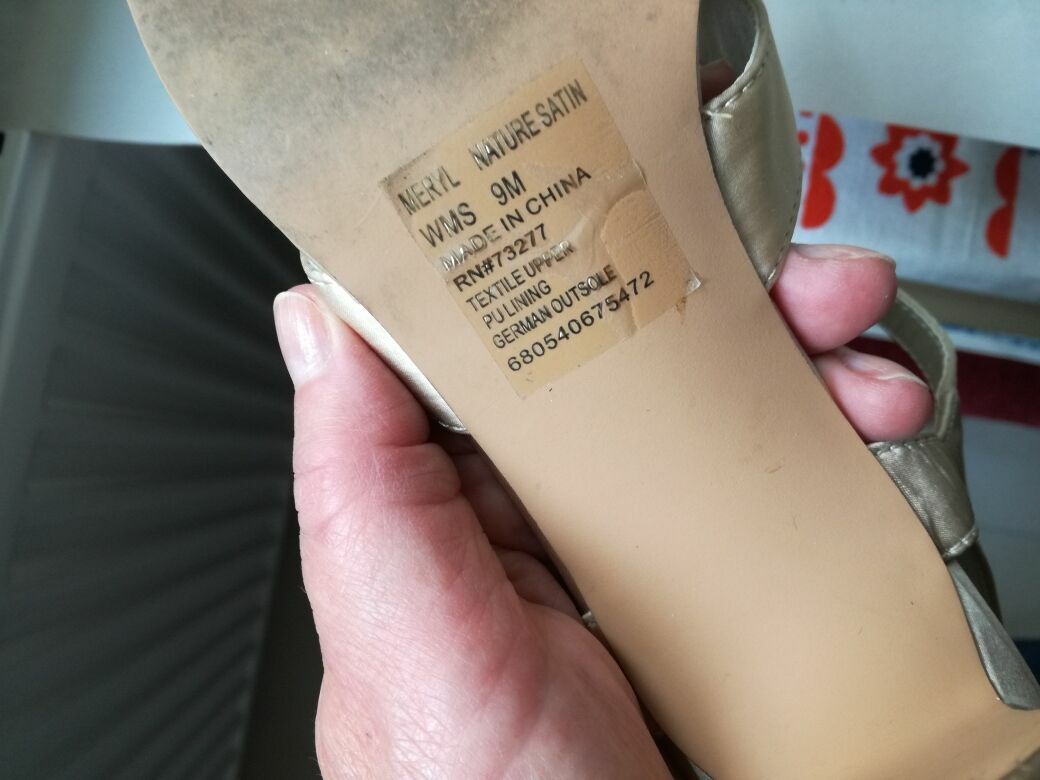 MERYL NATURE SATIN
WMS 9M
MADE IN CHINA
RN#73277
TEXTILE UPPER
PU LINING
GERMAN OUTSOLE
680540675472